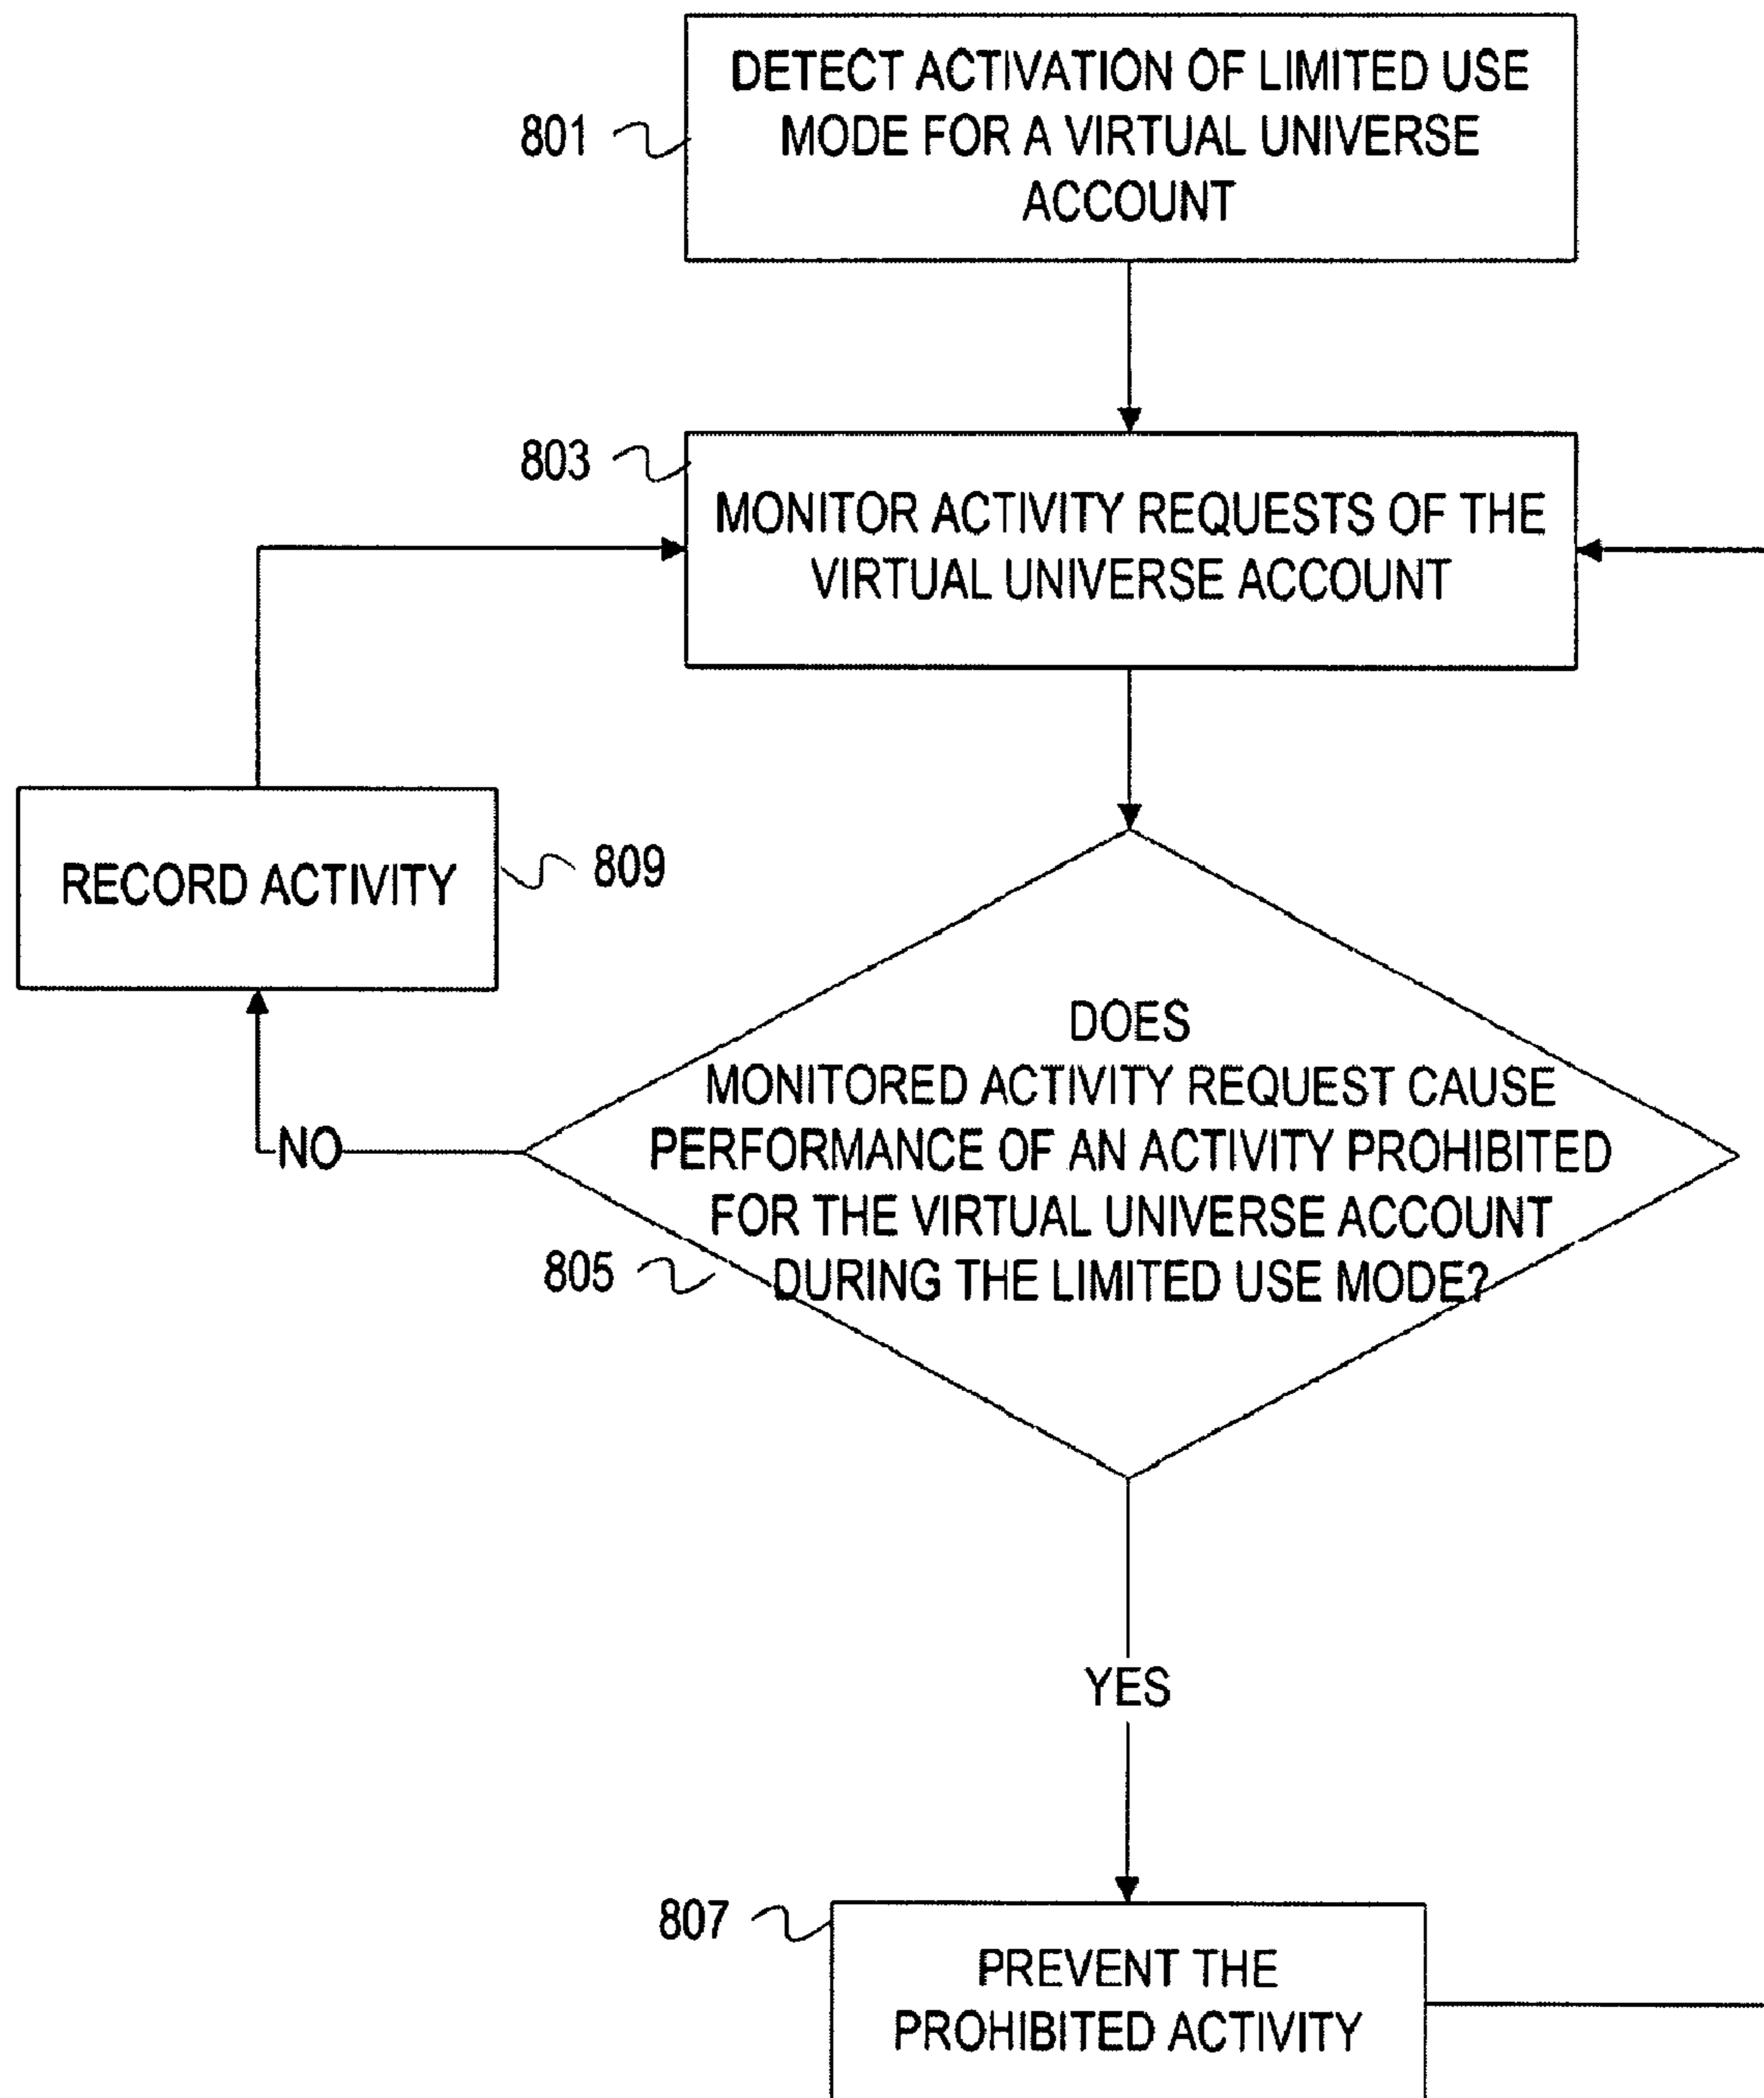 DETECT ACTIVATION OF LIMITED USE
MODE FOR A VIRTUAL UNIVERSE
ACCOUNT
801
803
MONITOR ACTIVITY REQUESTS OF THE
VIRTUAL UNIVERSE ACCOUNT
RECORD ACTIVITY
809
DOES
MONITORED ACTIVITY REQUEST CAUSE
PERFORMANCE OF AN ACTIVITY PROHIBITED
FOR THE VIRTUAL UNIVERSE ACCOUNT
DURING THE LIMITED USE MODE?
NO
805
YES
807
PREVENT THE
PROHIBITED ACTIVITY